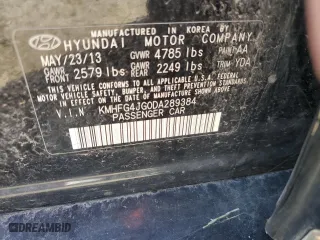 MANUFACTURED IN KOREA BY
HYUNDAI MOTOR COMPANY
MAY/23/13 GVWR 4785 lbs PAINT AA
GAWR FRONT 2579 lbs GAWR REAR 2249 lbs TRIM YDA
THIS VEHICLE CONFORMS TO ALL APPLICABLE U.S.
FEDERAL MOTOR VEHICLE SAFETY, BUMPER, AND THEFT
PREVENTION STANDARDS IN EFFECT ON THE DATE OF
MANUFACTURE SHOWN ABOVE.
V.I.N KMHFG4JG0DA289384
PASSENGER CAR
DREAMBID